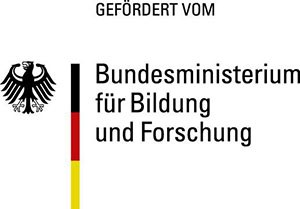 GEFÖRDERT VOM
Bundesministerium
für Bildung
und Forschung